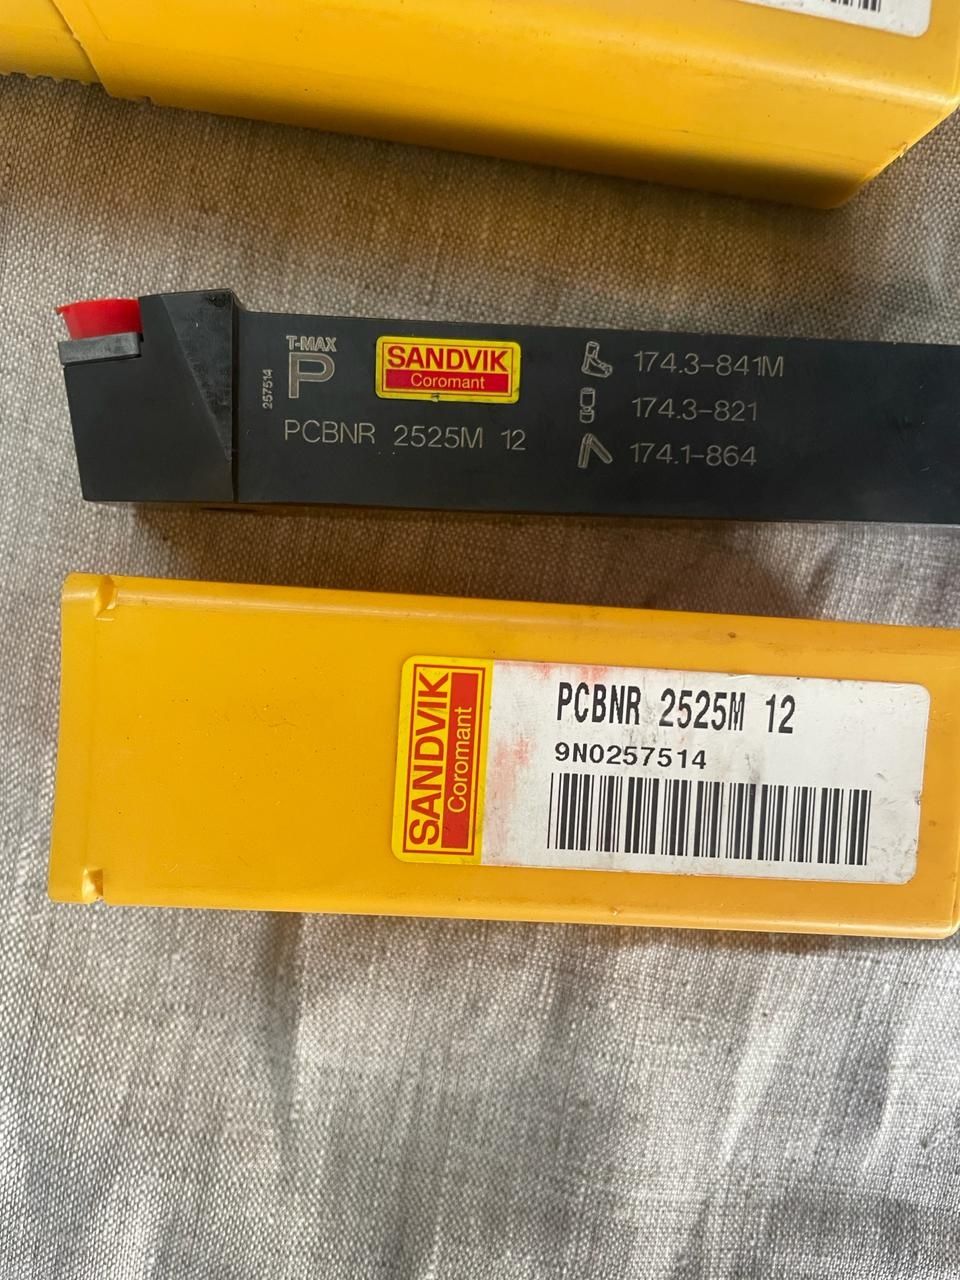 T-MAX
P
257514
SANDVIK
Coromant
PCBNR 2525M 12
174.3-841M
174.3-821
174.1-864
SANDVIK
Coromant
PCBNR 2525M 12
9N0257514